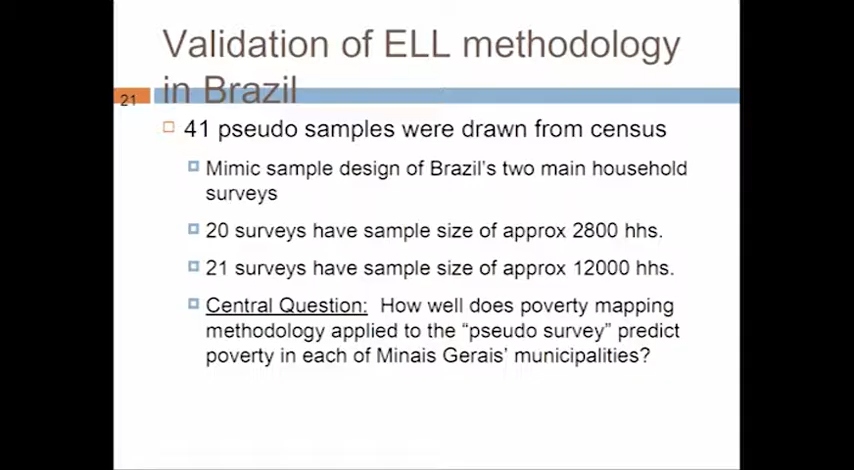 Validation of ELL methodology
in Brazil
21
41 pseudo samples were drawn from census
Mimic sample design of Brazil's two main household
surveys
20 surveys have sample size of approx 2800 hhs.
21 surveys have sample size of approx 12000 hhs.
Central Question: How well does poverty mapping
methodology applied to the "pseudo survey" predict
poverty in each of Minais Gerais' municipalities?